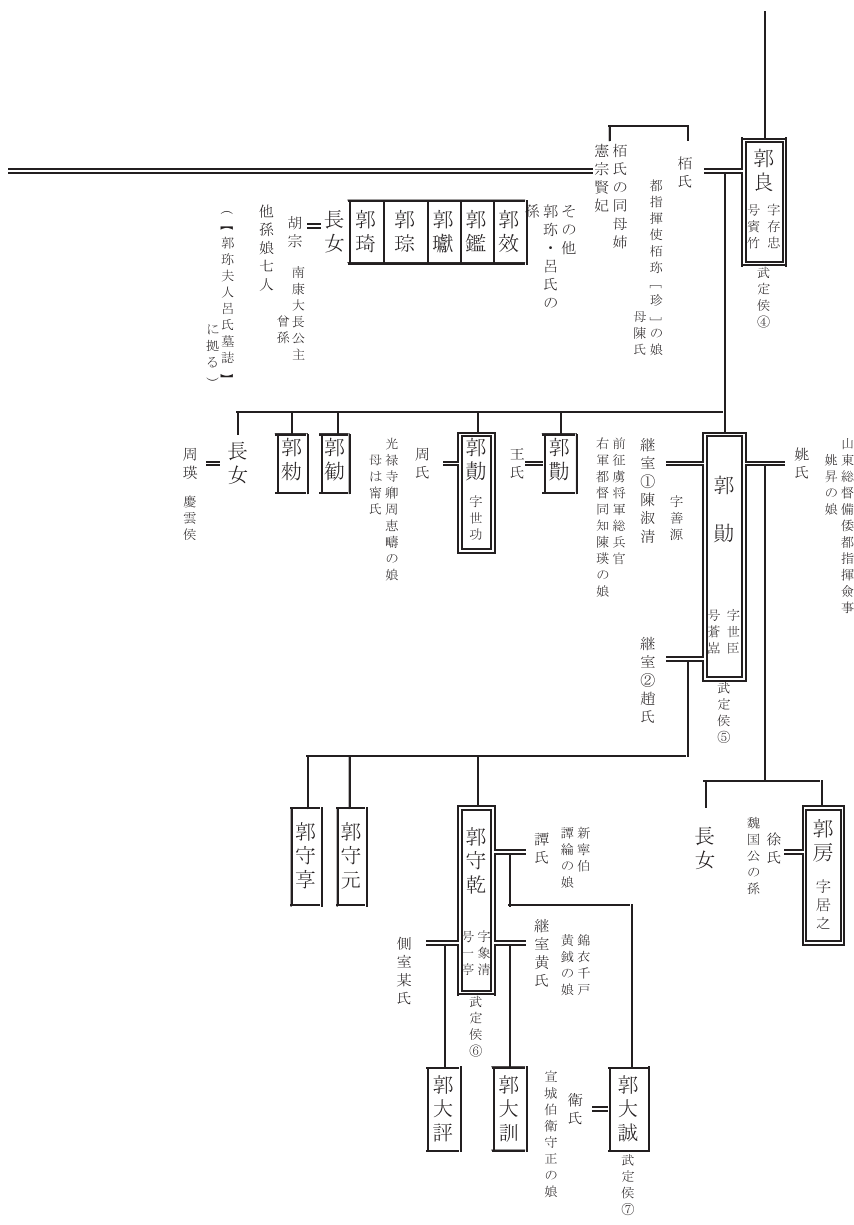 郭良
字存忠
号賓竹
武定侯④
栢氏
都指揮使栢珎［珍］の娘
母陳氏
栢氏の同母姉
憲宗賢妃
その他
郭珎・呂氏の
孫
郭效
郭鑑
郭瓛
郭琮
郭琦
長女
胡宗
南康大長公主
曾孫
他孫娘七人
（【郭珎夫人呂氏墓誌】
に拠る）
山東総督備倭都指揮僉事
姚昇の娘
姚氏
郭勛
字世臣
武定侯⑤
字善源
継室①陳淑清
前征虜将軍総兵官
右軍都督同知陳瑛の娘
継室②趙氏
王氏
字世功
周氏
光禄寺卿周恵疇の娘
母は甯氏
郭勧
郭勑
長女
周瑛
慶雲侯
郭房
字居之
徐氏
魏国公の孫
長女
新寧伯
譚綸の娘
譚氏
郭守乾
字象清
号一亭
武定侯⑥
錦衣千戸
黄鉞の娘
継室黄氏
側室某氏
郭守元
郭守享
郭大誠
武定侯⑦
衛氏
宣城伯衛守正の娘
郭大訓
郭大評